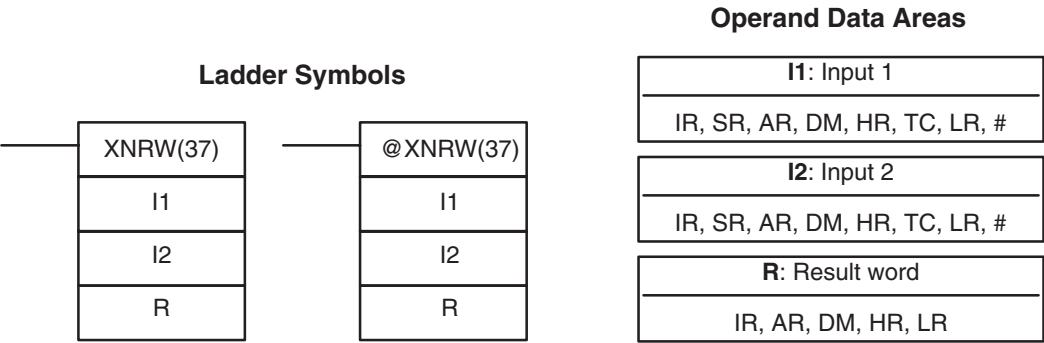 Operand Data Areas
Ladder Symbols
XNRW(37)
I1
I2
R
@XNRW(37)
I1
I2
R
I1: Input 1
IR, SR, AR, DM, HR, TC, LR, #
I2: Input 2
IR, SR, AR, DM, HR, TC, LR, #
R: Result word
IR, AR, DM, HR, LR